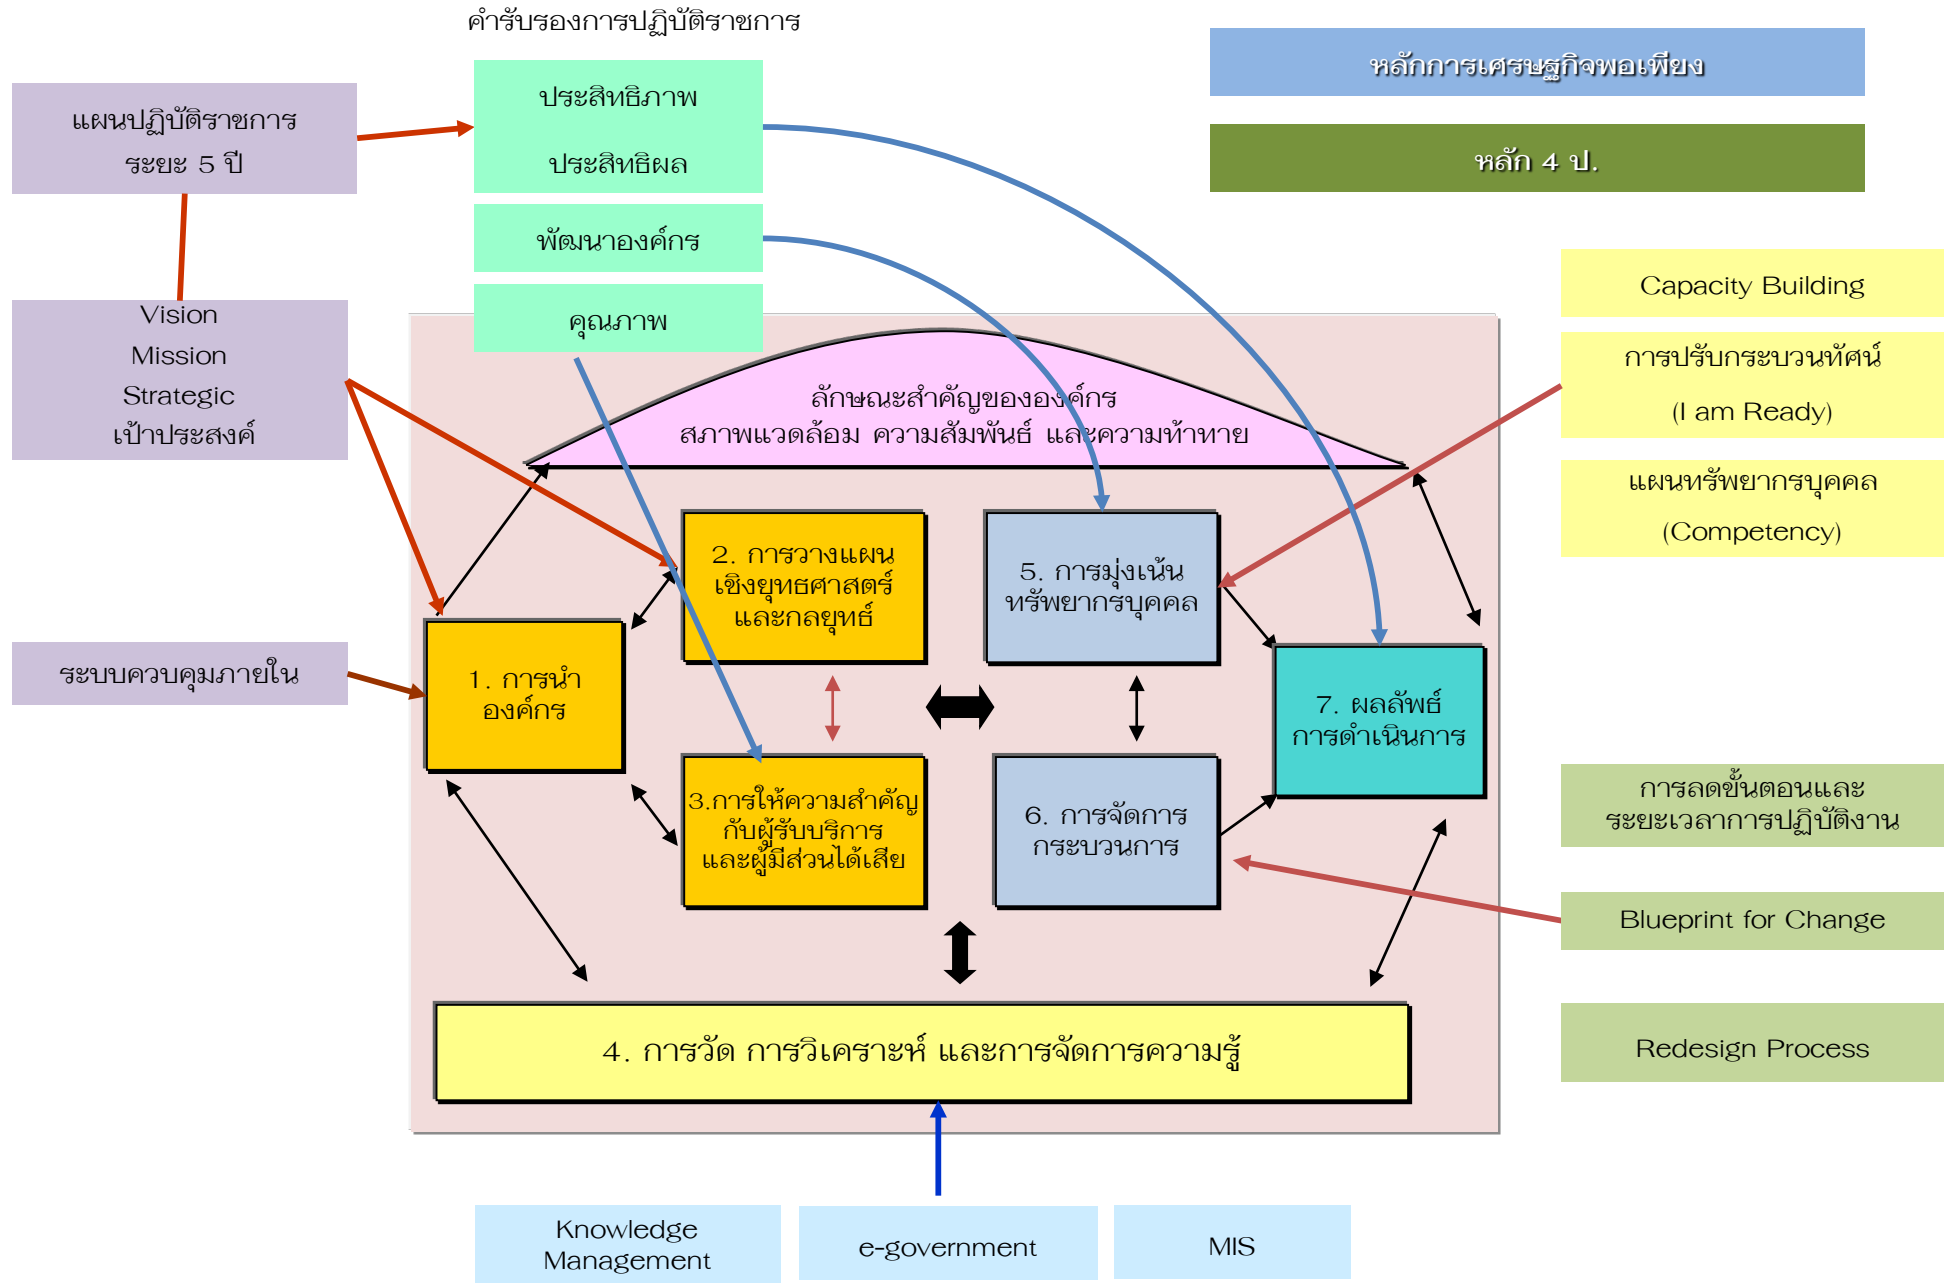 คำรับรองการปฏิบัติราชการ
แผนปฏิบัติราชการ
ระยะ 5 ปี
ประสิทธิภาพ
ประสิทธิผล
พัฒนาองค์กร
คุณภาพ
หลักการเศรษฐกิจพอเพียง
หลัก 4 ป.
Vision
Mission
Strategic
เป้าประสงค์
ระบบควบคุมภายใน
ลักษณะสำคัญขององค์กร
สภาพแวดล้อม ความสัมพันธ์ และความท้าทาย
1. การนำ
องค์กร
2. การวางแผน
เชิงยุทธศาสตร์
และกลยุทธ์
3.การให้ความสำคัญ
กับผู้รับบริการ
และผู้มีส่วนได้เสีย
5. การมุ่งเน้น
ทรัพยากรบุคคล
6. การจัดการ
กระบวนการ
7. ผลลัพธ์
การดำเนินการ
4. การวัด การวิเคราะห์ และการจัดการความรู้
Capacity Building
การปรับกระบวนทัศน์
(I am Ready)
แผนทรัพยากรบุคคล
(Competency)
การลดขั้นตอนและ
ระยะเวลาการปฏิบัติงาน
Blueprint for Change
Redesign Process
Knowledge
Management
e-government
MIS